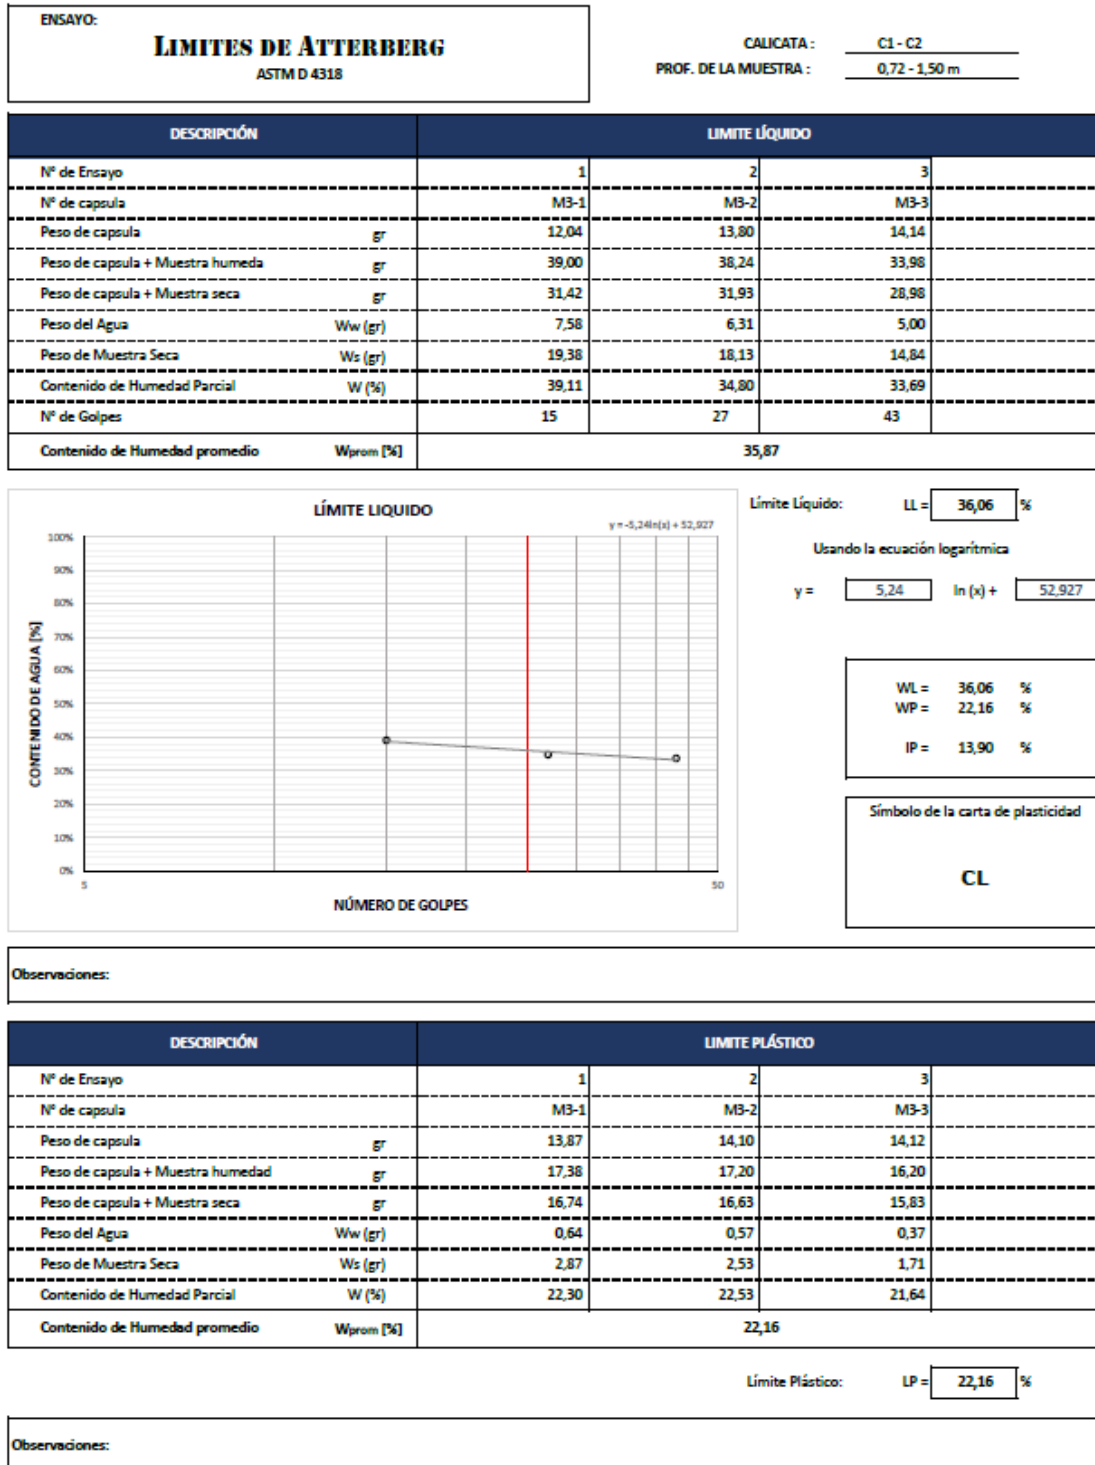 ENSAYO:
LIMITES DE ATTERBERG
ASTM D 4318
CALICATA : C1 - C2
PROF. DE LA MUESTRA : 0,72 - 1,50 m
DESCRIPCIÓN LIMITE LÍQUIDO
Nº de Ensayo 1 2 3
Nº de capsula M3-1 M3-2 M3-3
Peso de capsula gr 12,04 13,80 14,14
Peso de capsula + Muestra humeda gr 39,00 38,24 33,98
Peso de capsula + Muestra seca gr 31,42 31,93 28,98
Peso del Agua Ww (gr) 7,58 6,31 5,00
Peso de Muestra Seca Ws (gr) 19,38 18,13 14,84
Contenido de Humedad Parcial W (%) 39,11 34,80 33,69
Nº de Golpes 15 27 43
Contenido de Humedad promedio Wprom [%] 35,87
LÍMITE LIQUIDO
y = -5,24ln(x) + 52,927
100%
90%
80%
70%
60%
50%
40%
30%
20%
10%
0%
CONTENIDO DE AGUA [%]
5 50
NÚMERO DE GOLPES
Límite Líquido: LL = 36,06 %
Usando la ecuación logarítmica
y = 5,24 ln (x) + 52,927
WL = 36,06 %
WP = 22,16 %
IP = 13,90 %
Símbolo de la carta de plasticidad
CL
Observaciones:
DESCRIPCIÓN LIMITE PLÁSTICO
Nº de Ensayo 1 2 3
Nº de capsula M3-1 M3-2 M3-3
Peso de capsula gr 13,87 14,10 14,12
Peso de capsula + Muestra humedad gr 17,38 17,20 16,20
Peso de capsula + Muestra seca gr 16,74 16,63 15,83
Peso del Agua Ww (gr) 0,64 0,57 0,37
Peso de Muestra Seca Ws (gr) 2,87 2,53 1,71
Contenido de Humedad Parcial W (%) 22,30 22,53 21,64
Contenido de Humedad promedio Wprom [%] 22,16
Límite Plástico: LP = 22,16 %
Observaciones: